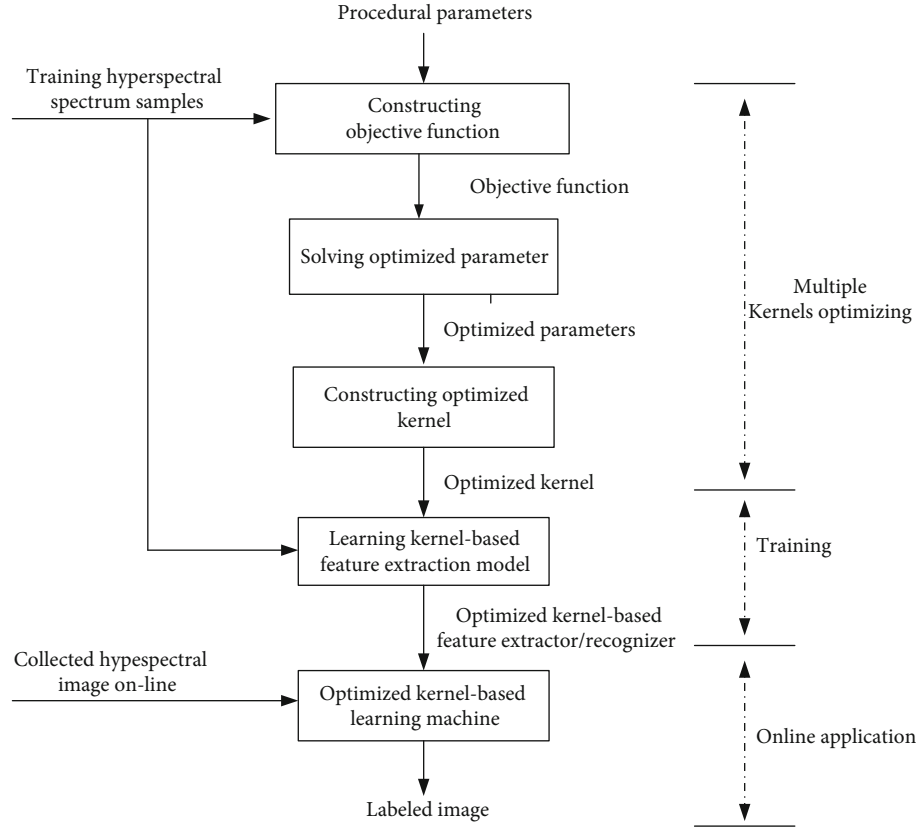 Procedural parameters
Training hyperspectral
spectrum samples
Constructing
objective function
Objective function
Solving optimized parameter
Multiple
Kernels optimizing
Optimized parameters
Constructing optimized
kernel
Optimized kernel
Learning kernel-based
feature extraction model
Training
Optimized kernel-based
feature extractor/recognizer
Collected hypespectral
image on-line
Optimized kernel-based
learning machine
Online application
Labeled image